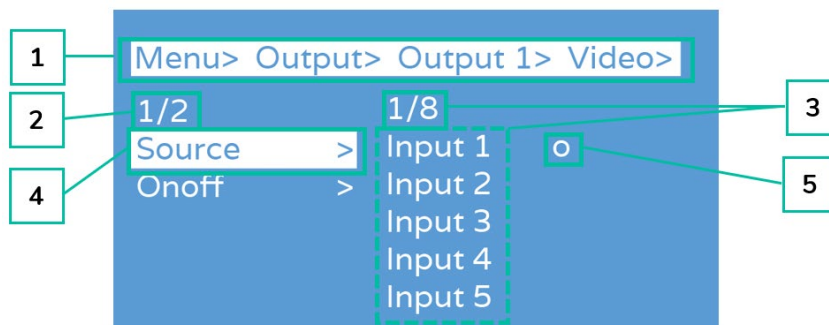 1
Menu> Output> Output 1> Video>
2
1/2
1/8
3
Source >
Input 1
o
4
Onoff >
Input 2
5
Input 3
Input 4
Input 5